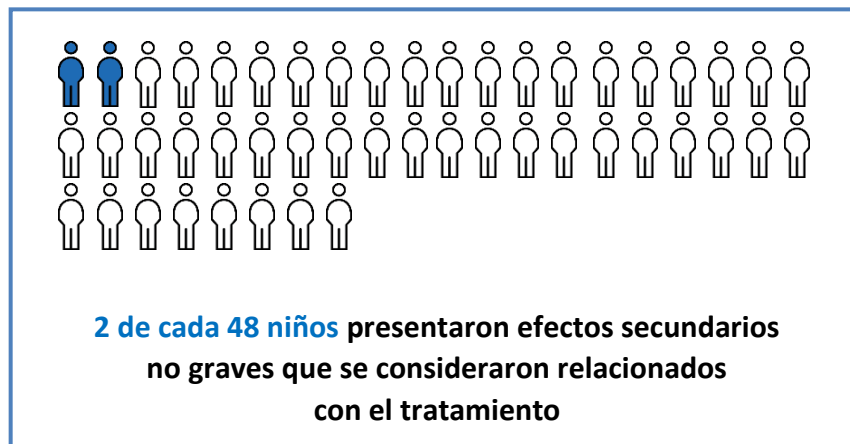 2 de cada 48 niños presentaron efectos secundarios
no graves que se consideraron relacionados
con el tratamiento